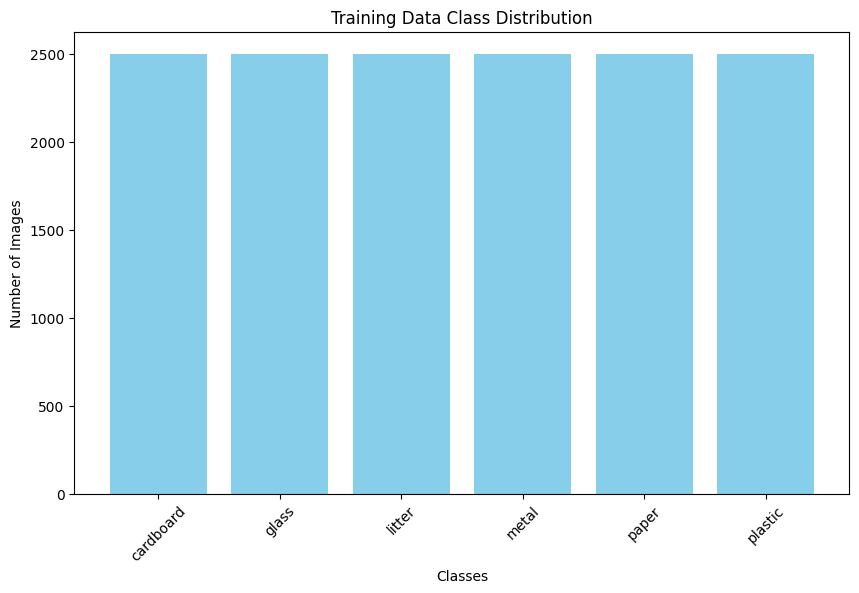 Training Data Class Distribution
Number of Images
2500
2000
1500
1000
500
0
cardboard
glass
litter
metal
paper
plastic
Classes